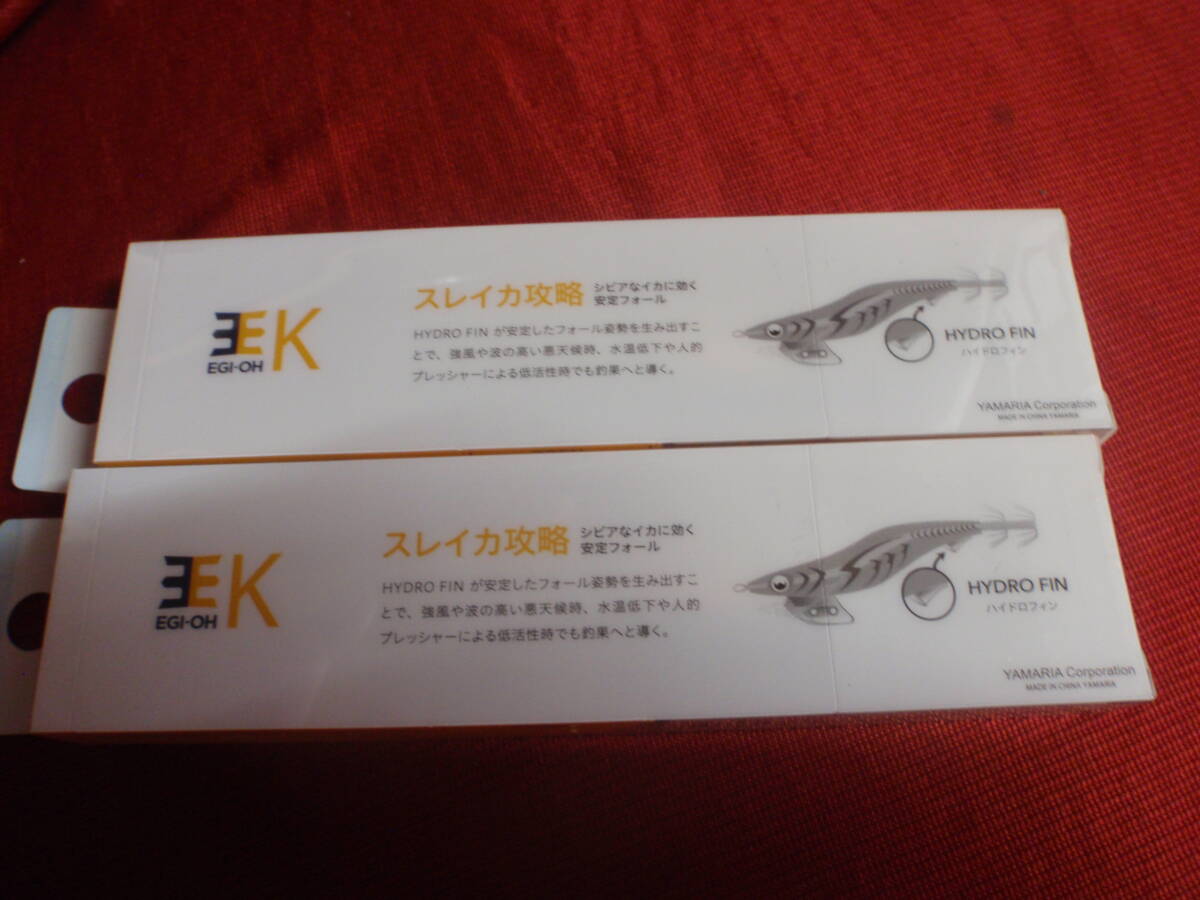 EK
EGI-OH
スレイカ攻略
シビアなイカに効く
安定フォール
HYDRO FIN が安定したフォール姿勢を生み出すこ
とで、強風や波の高い悪天候時、水温低下や人的
プレッシャーによる低活性時でも釣果へと導く。
HYDRO FIN
ハイドロフィン
YAMARIA Corporation
MADE IN CHINA YAMARIA
EK
EGI-OH
スレイカ攻略
シビアなイカに効く
安定フォール
HYDRO FIN が安定したフォール姿勢を生み出すこ
とで、強風や波の高い悪天候時、水温低下や人的
プレッシャーによる低活性時でも釣果へと導く。
HYDRO FIN
ハイドロフィン
YAMARIA Corporation
MADE IN CHINA YAMARIA